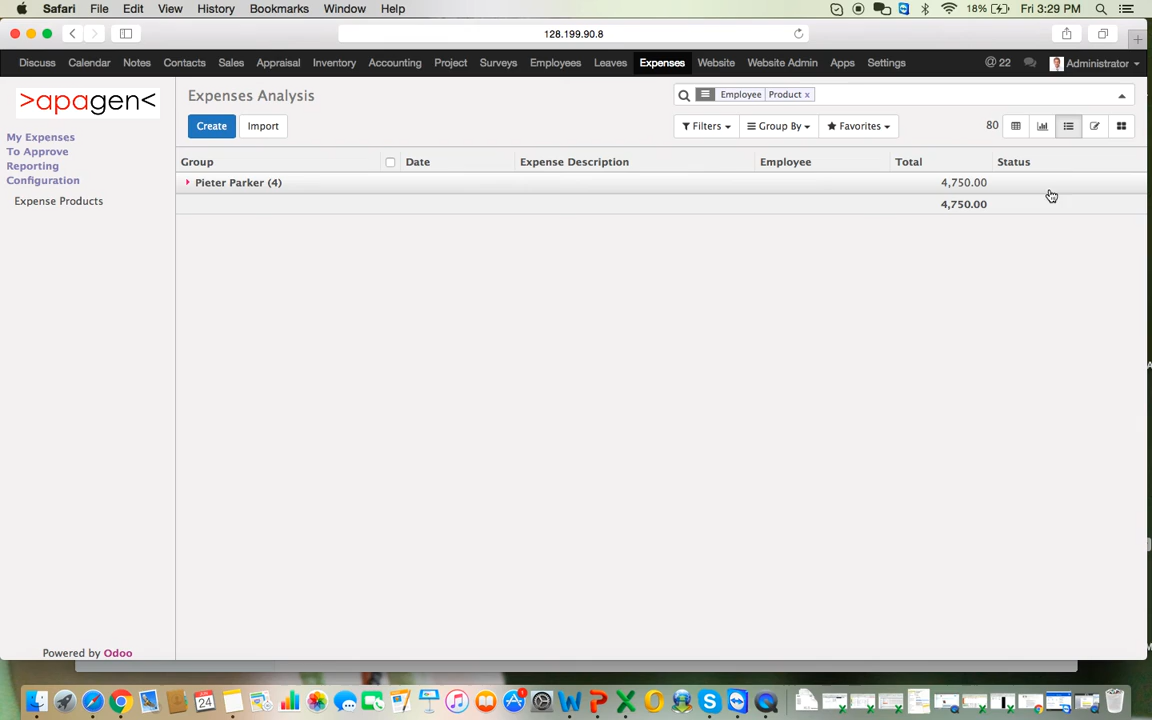 Safari File Edit View History Bookmarks Window Help 18% Fri 3:29 PM
128.199.90.8
Discuss Calendar Notes Contacts Sales Appraisal Inventory Accounting Project Surveys Employees Leaves Expenses Website Website Admin Apps Settings @ 22 Administrator
>apagen<
Expenses Analysis
Employee Product x
My Expenses
To Approve
Reporting
Configuration
Expense Products
Create Import
Filters Group By Favorites 80
Group Date Expense Description Employee Total Status
Pieter Parker (4) 4,750.00
4,750.00
Powered by Odoo